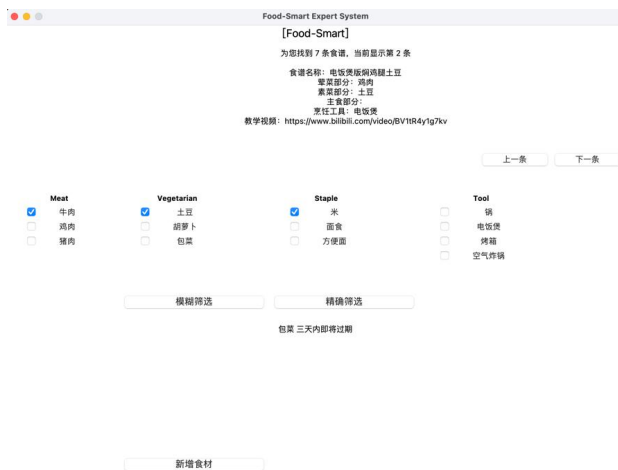 Food-Smart Expert System
[Food-Smart]
为您找到 7 条食谱，当前显示第 2 条
食谱名称：电饭煲版焖鸡腿土豆
荤菜部分：鸡肉
素菜部分：土豆
主食部分：
烹饪工具：电饭煲
教学视频：https://www.bilibili.com/video/BV1tR4y1g7kv
上一条 下一条
Meat Vegetarian Staple Tool
牛肉 土豆 米 锅
鸡肉 胡萝卜 面食 电饭煲
猪肉 包菜 方便面 烤箱
空气炸锅
模糊筛选 精确筛选
包菜 三天内即将过期
新增食材